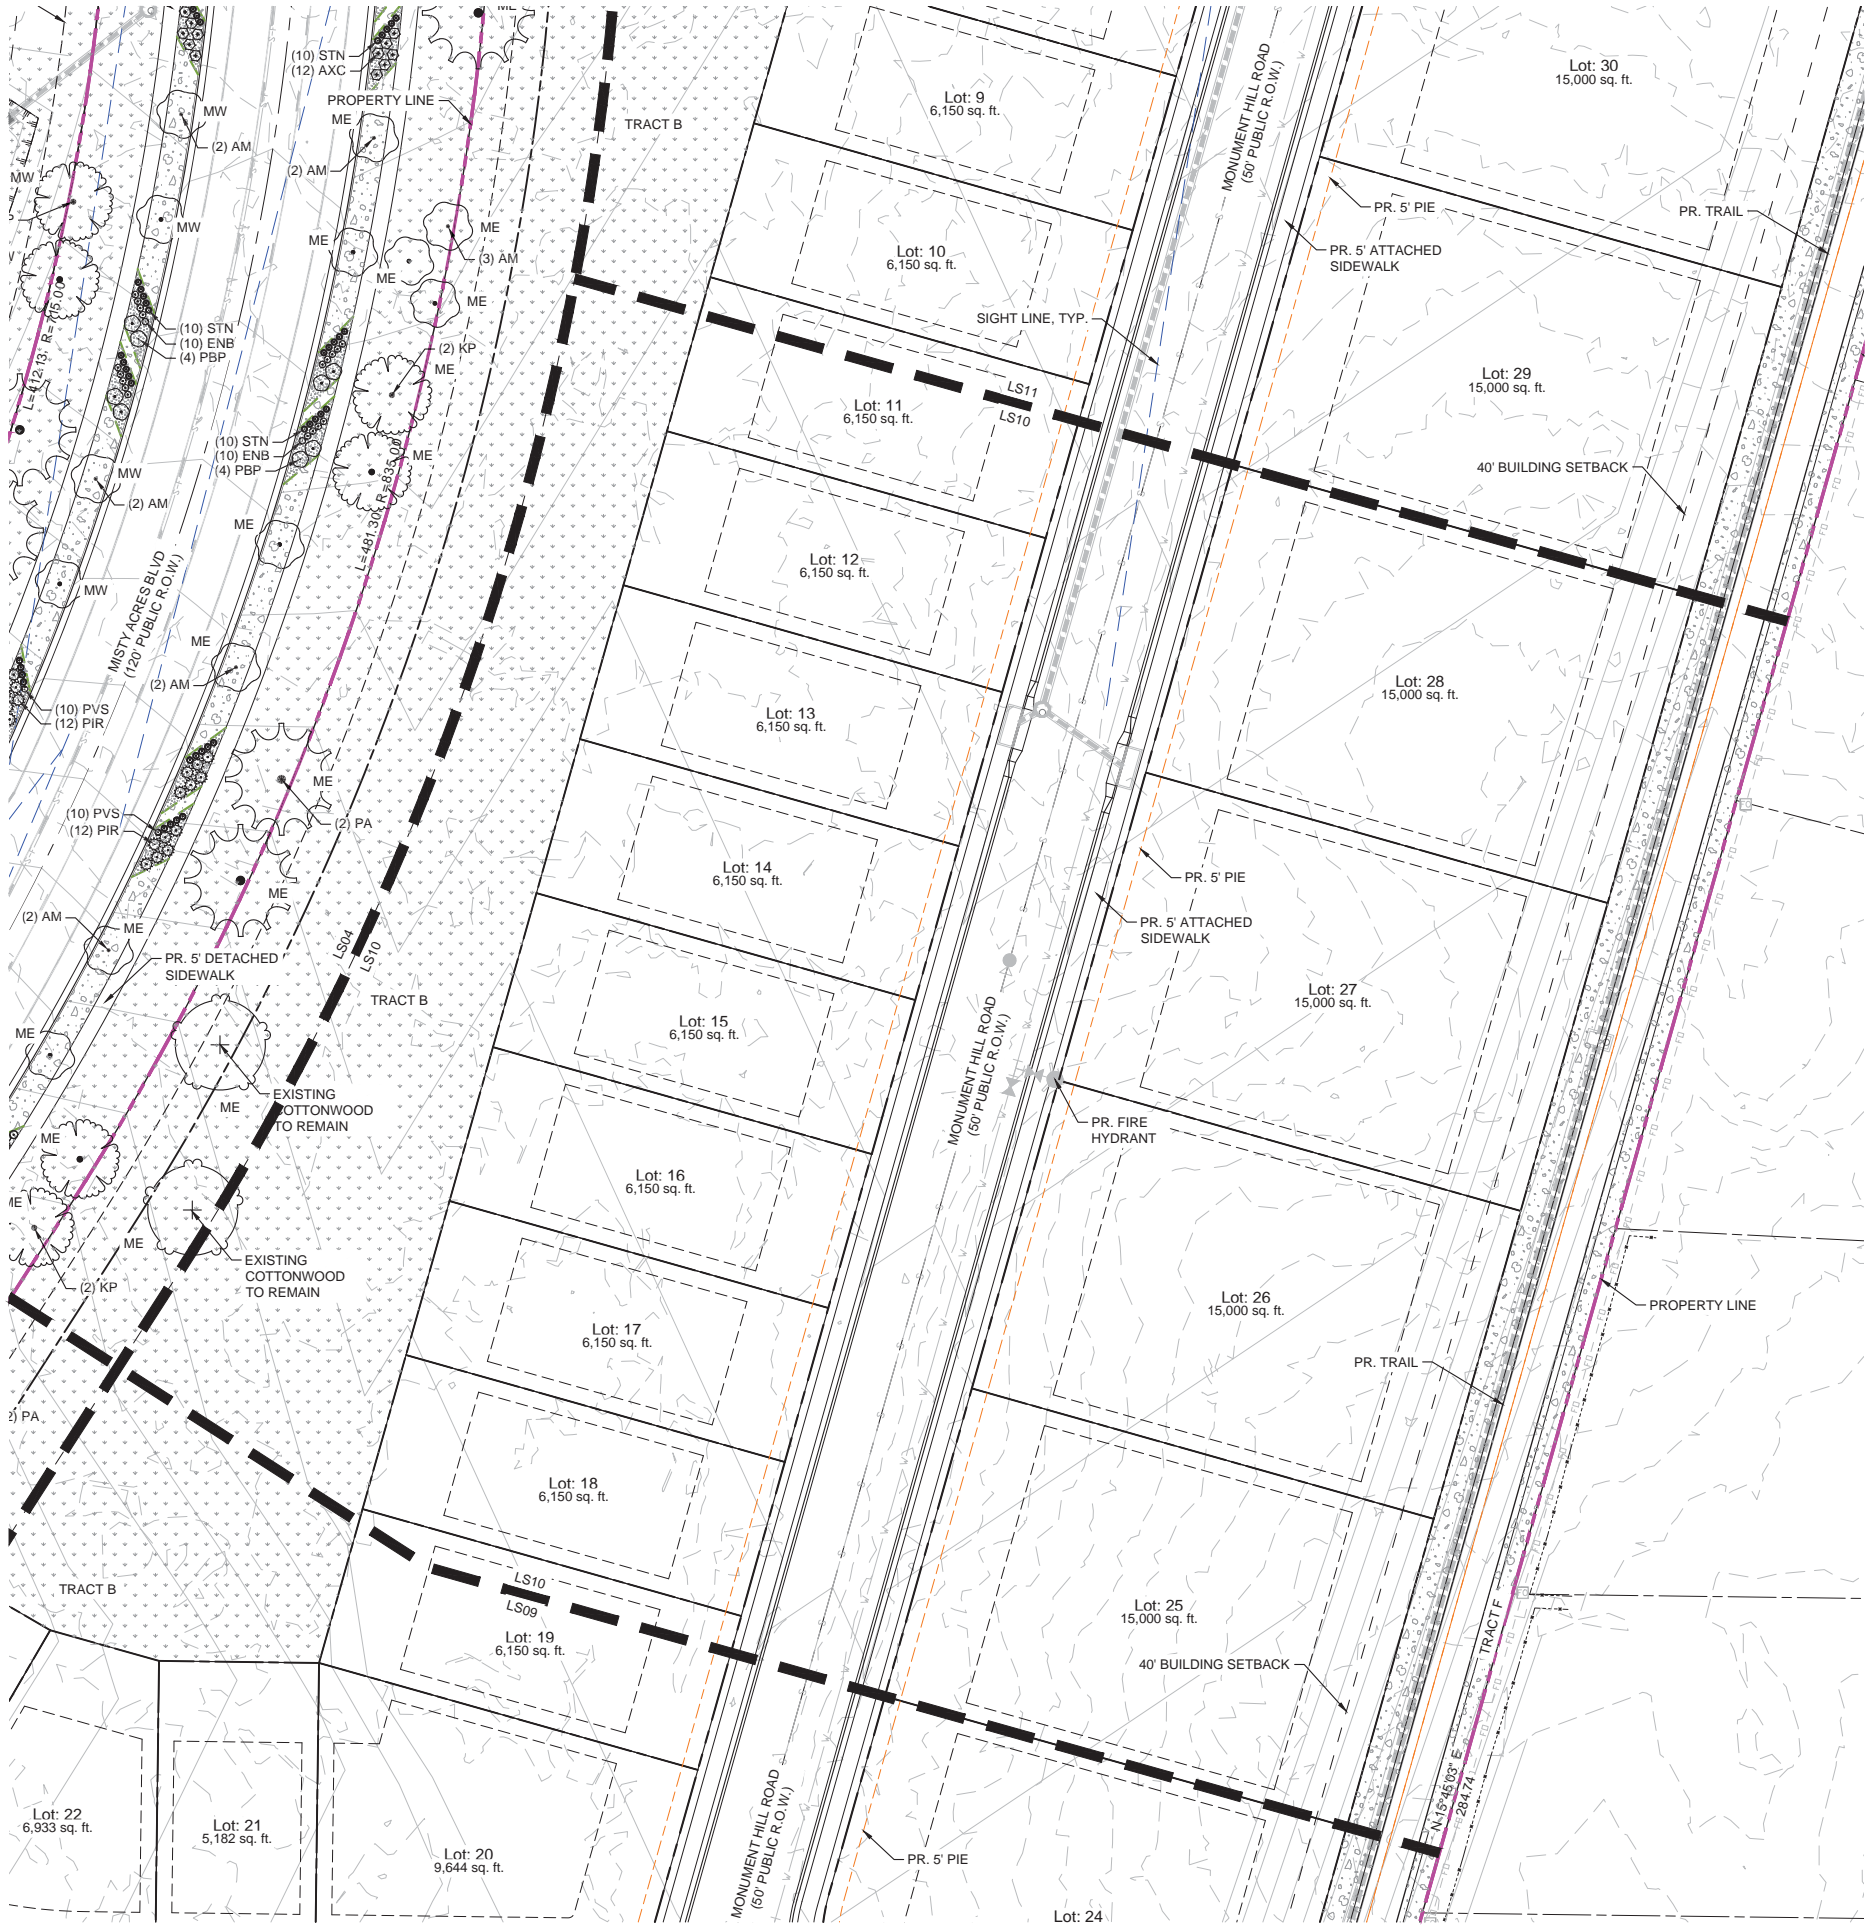 ME
(10) STN
(12) AXC
PROPERTY LINE
ME
MW
(2) AM
(2) AM
TRACT B
MW
MW
ME
ME
(3) AM
ME
ME
L=112.13, R=715.00
(10) STN
(10) ENB
(4) PBP
(2) KP
ME
(10) STN
(10) ENB
(4) PBP
ME
L=481.30, R=835.00
MW
(2) AM
ME
MW
MISTY ACRES BLVD
(120' PUBLIC R.O.W.)
ME
(2) AM
(10) PVS
(12) PIR
ME
(10) PVS
(12) PIR
(2) PA
ME
(2) AM
ME
PR. 5' DETACHED
SIDEWALK
LS04
LS10
TRACT B
ME
EXISTING
COTTONWOOD
TO REMAIN
ME
ME
ME
ME
EXISTING
COTTONWOOD
TO REMAIN
(2) KP
PA
TRACT B
Lot: 9
6,150 sq. ft.
Lot: 10
6,150 sq. ft.
Lot: 11
6,150 sq. ft.
Lot: 12
6,150 sq. ft.
Lot: 13
6,150 sq. ft.
Lot: 14
6,150 sq. ft.
Lot: 15
6,150 sq. ft.
Lot: 16
6,150 sq. ft.
Lot: 17
6,150 sq. ft.
Lot: 18
6,150 sq. ft.
LS10
LS09
Lot: 19
6,150 sq. ft.
Lot: 22
6,933 sq. ft.
Lot: 21
5,182 sq. ft.
Lot: 20
9,644 sq. ft.
MONUMENT HILL ROAD
(50' PUBLIC R.O.W.)
SIGHT LINE, TYP.
LS11
LS10
PR. 5' PIE
PR. 5' ATTACHED
SIDEWALK
Lot: 30
15,000 sq. ft.
PR. TRAIL
Lot: 29
15,000 sq. ft.
40' BUILDING SETBACK
Lot: 28
15,000 sq. ft.
PR. 5' PIE
PR. 5' ATTACHED
SIDEWALK
Lot: 27
15,000 sq. ft.
MONUMENT HILL ROAD
(50' PUBLIC R.O.W.)
PR. FIRE
HYDRANT
Lot: 26
15,000 sq. ft.
PROPERTY LINE
PR. TRAIL
Lot: 25
15,000 sq. ft.
TRACT F
40' BUILDING SETBACK
N 15°45'03" E
284.74
MONUMENT HILL ROAD
(50' PUBLIC R.O.W.)
PR. 5' PIE
Lot: 24